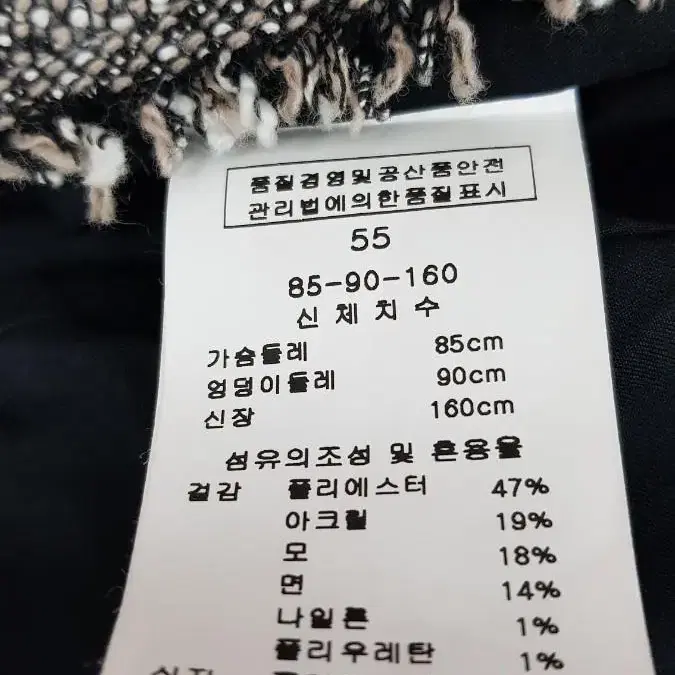 품질경영및공산품안전
관리법에의한품질표시
55
85-90-160
신체치수
가슴둘레 85cm
엉덩이둘레 90cm
신장 160cm
섬유의조성 및 혼용율
겉감 폴리에스터 47%
아크릴 19%
모 18%
면 14%
나일론 1%
폴리우레탄 1%